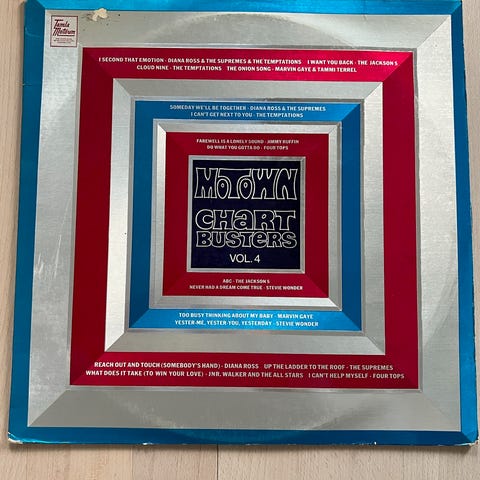 Tamla
Motown
I SECOND THAT EMOTION - DIANA ROSS & THE SUPREMES & THE TEMPTATIONS I WANT YOU BACK - THE JACKSON 5
CLOUD NINE - THE TEMPTATIONS THE ONION SONG - MARVIN GAYE & TAMMI TERREL
SOMEDAY WE'LL BE TOGETHER - DIANA ROSS & THE SUPREMES
I CAN'T GET NEXT TO YOU - THE TEMPTATIONS
FAREWELL IS A LONELY SOUND - JIMMY RUFFIN
DO WHAT YOU GOTTA DO - FOUR TOPS
MOTOWN
CHART
BUSTERS
VOL. 4
ABC - THE JACKSON 5
NEVER HAD A DREAM COME TRUE - STEVIE WONDER
TOO BUSY THINKING ABOUT MY BABY - MARVIN GAYE
YESTER-ME, YESTER-YOU, YESTERDAY - STEVIE WONDER
REACH OUT AND TOUCH (SOMEBODY'S HAND) - DIANA ROSS UP THE LADDER TO THE ROOF - THE SUPREMES
WHAT DOES IT TAKE (TO WIN YOUR LOVE) - JNR. WALKER AND THE ALL STARS I CAN'T HELP MYSELF - FOUR TOPS